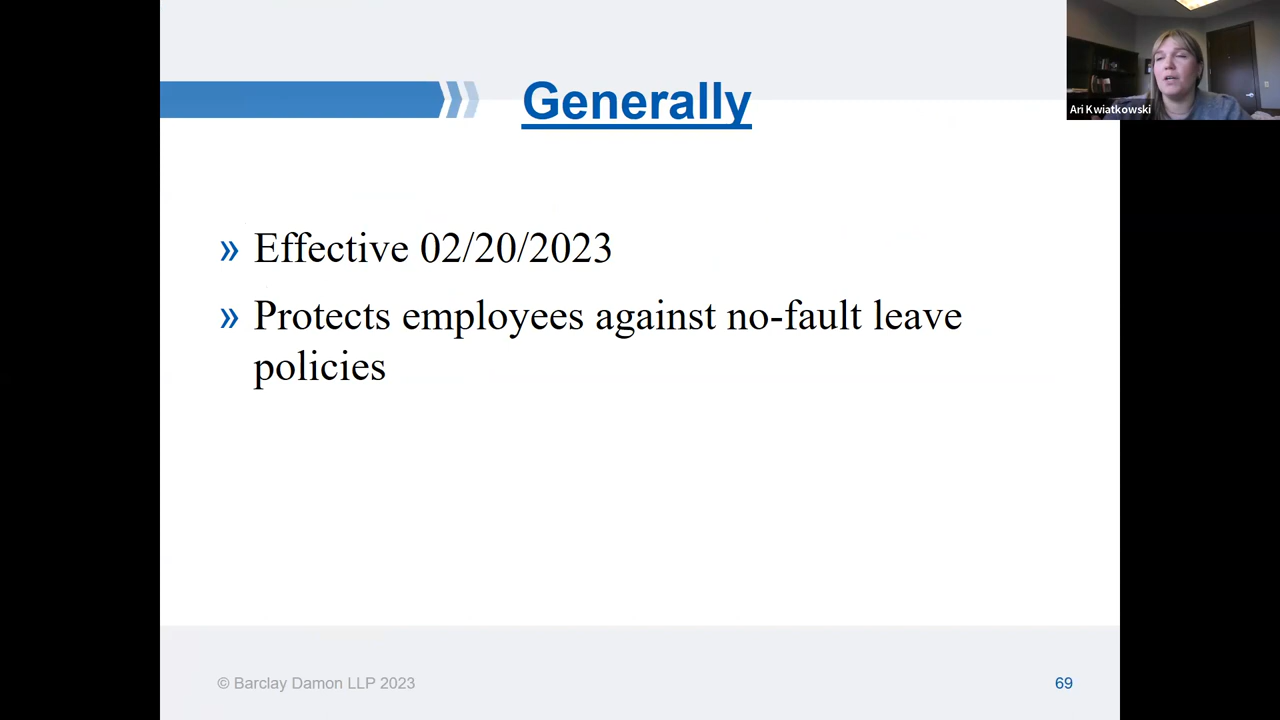 Generally
Ari Kwiatkowski
» Effective 02/20/2023
» Protects employees against no-fault leave
policies
© Barclay Damon LLP 2023
69